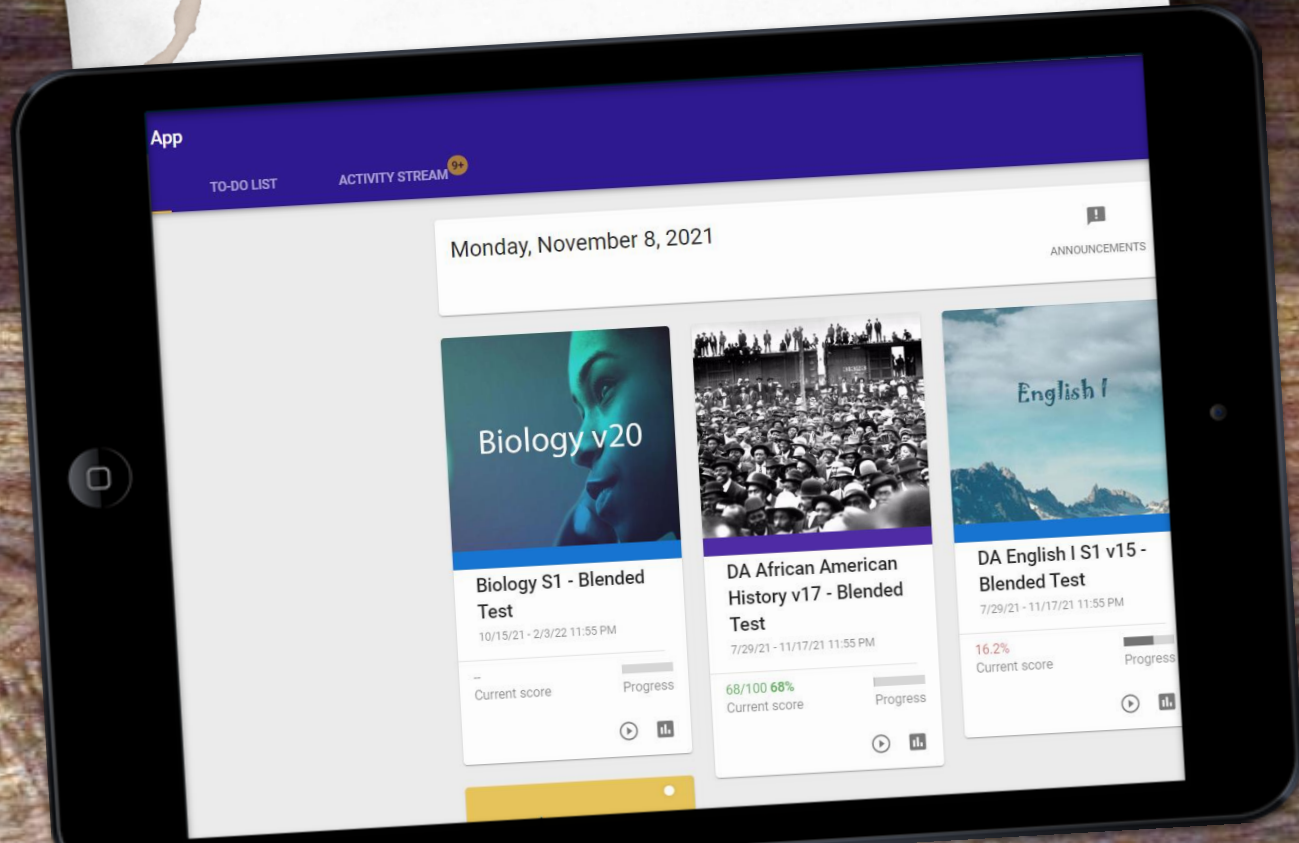 App
TO-DO LIST
ACTIVITY STREAM 9+
Monday, November 8, 2021
ANNOUNCEMENTS
Biology v20
English I
Biology S1 - Blended
Test
10/15/21 - 2/3/22 11:55 PM
--
Current score
Progress
DA African American
History v17 - Blended
Test
7/29/21 - 11/17/21 11:55 PM
68/100 68%
Current score
Progress
DA English I S1 v15 -
Blended Test
7/29/21 - 11/17/21 11:55 PM
16.2%
Current score
Progress